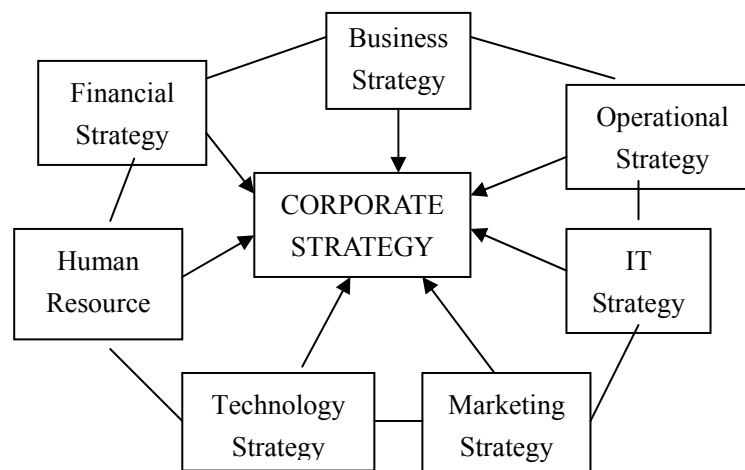 Business
Strategy
Financial
Strategy
Operational
Strategy
CORPORATE
STRATEGY
Human
Resource
IT
Strategy
Technology
Strategy
Marketing
Strategy